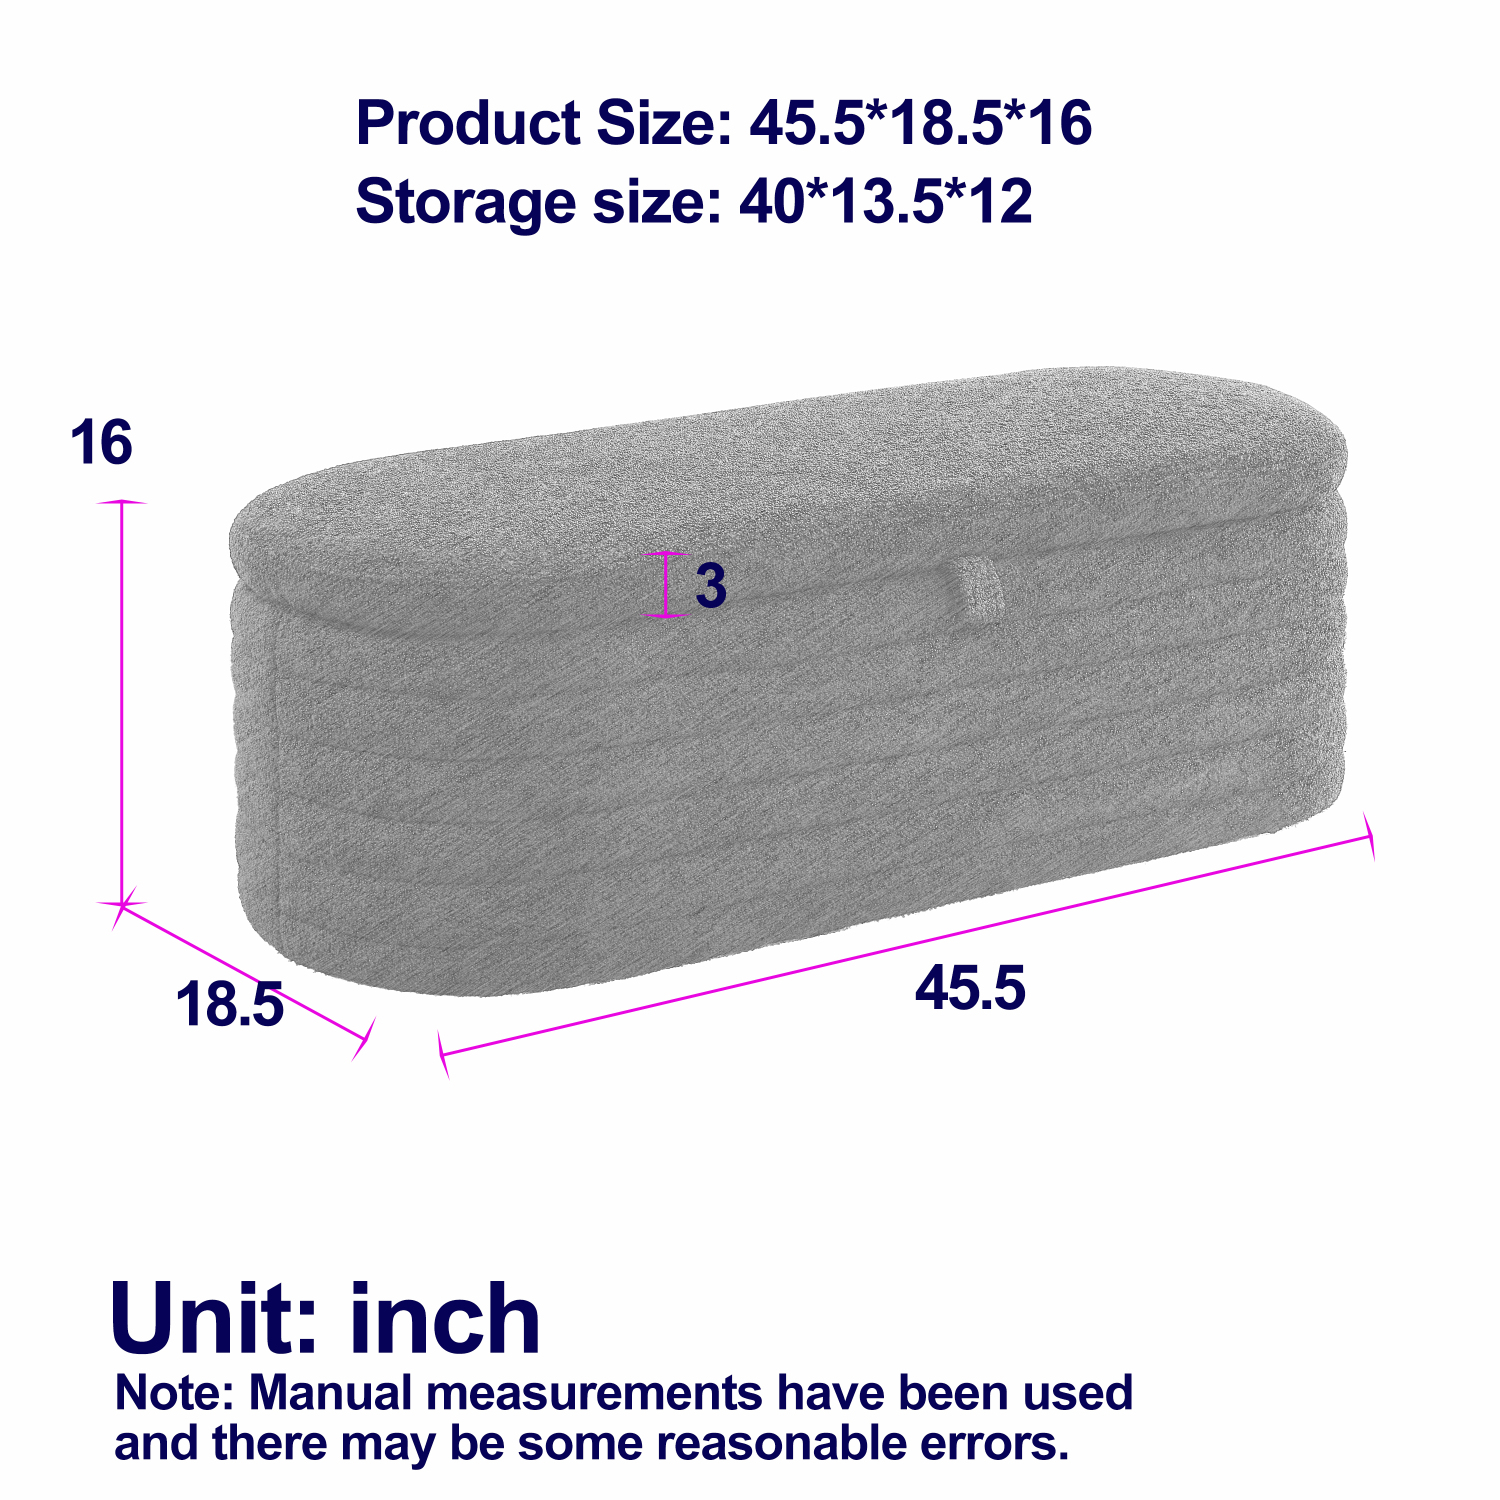 Product Size: 45.5*18.5*16
Storage size: 40*13.5*12
16
3
18.5
45.5
Unit: inch
Note: Manual measurements have been used
and there may be some reasonable errors.